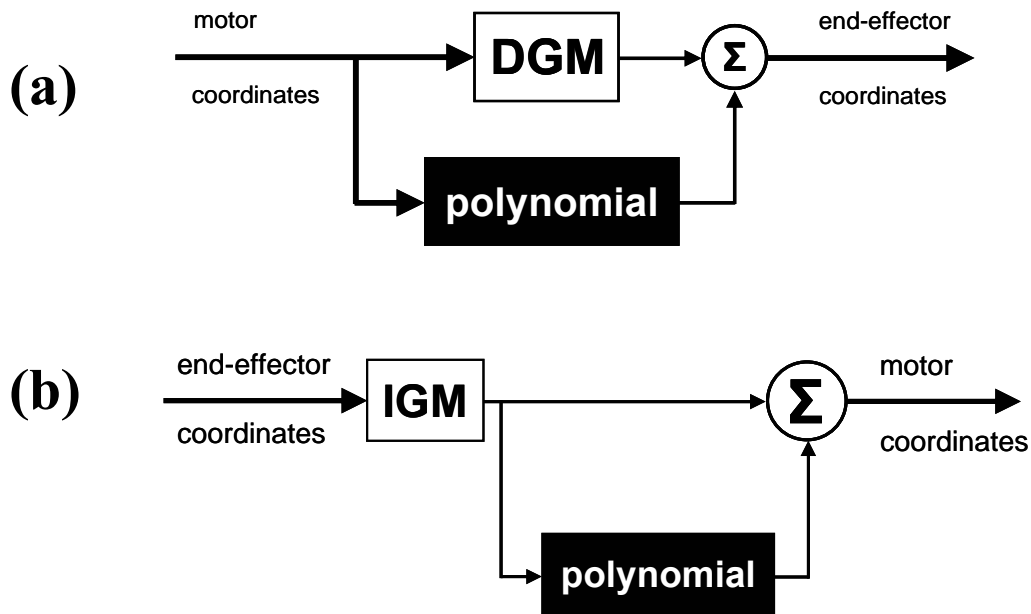 (a)
motor
coordinates
DGM
Σ
end-effector
coordinates
polynomial
(b)
end-effector
coordinates
IGM
Σ
motor
coordinates
polynomial